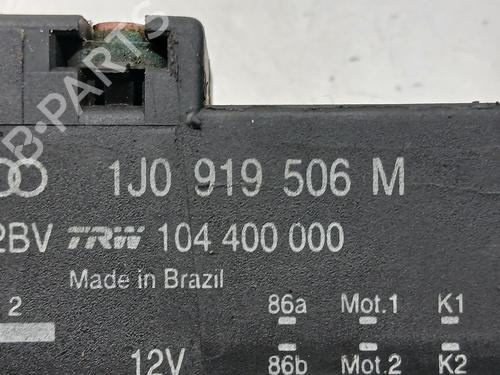 1J0 919 506 M
2BV TRW 104 400 000
Made in Brazil
2
86a Mot.1 K1
12V 86b Mot.2 K2